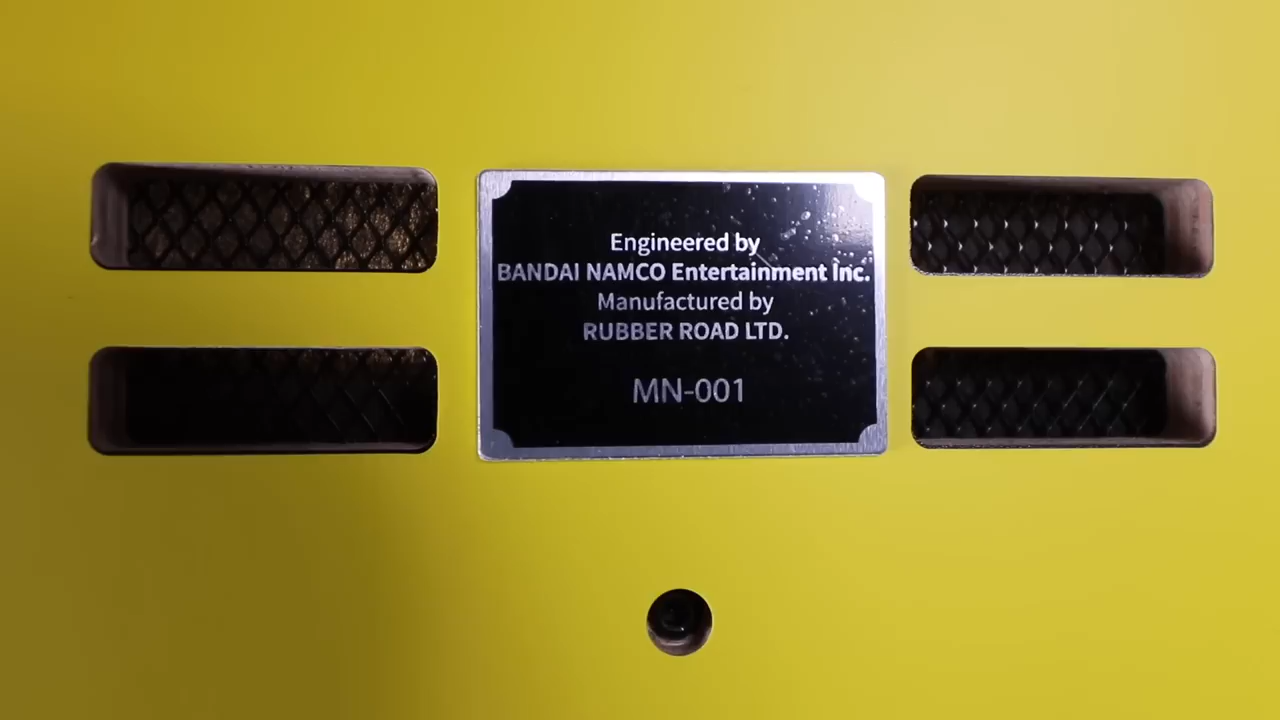 Engineered by
BANDAI NAMCO Entertainment Inc.
Manufactured by
RUBBER ROAD LTD.
MN-001